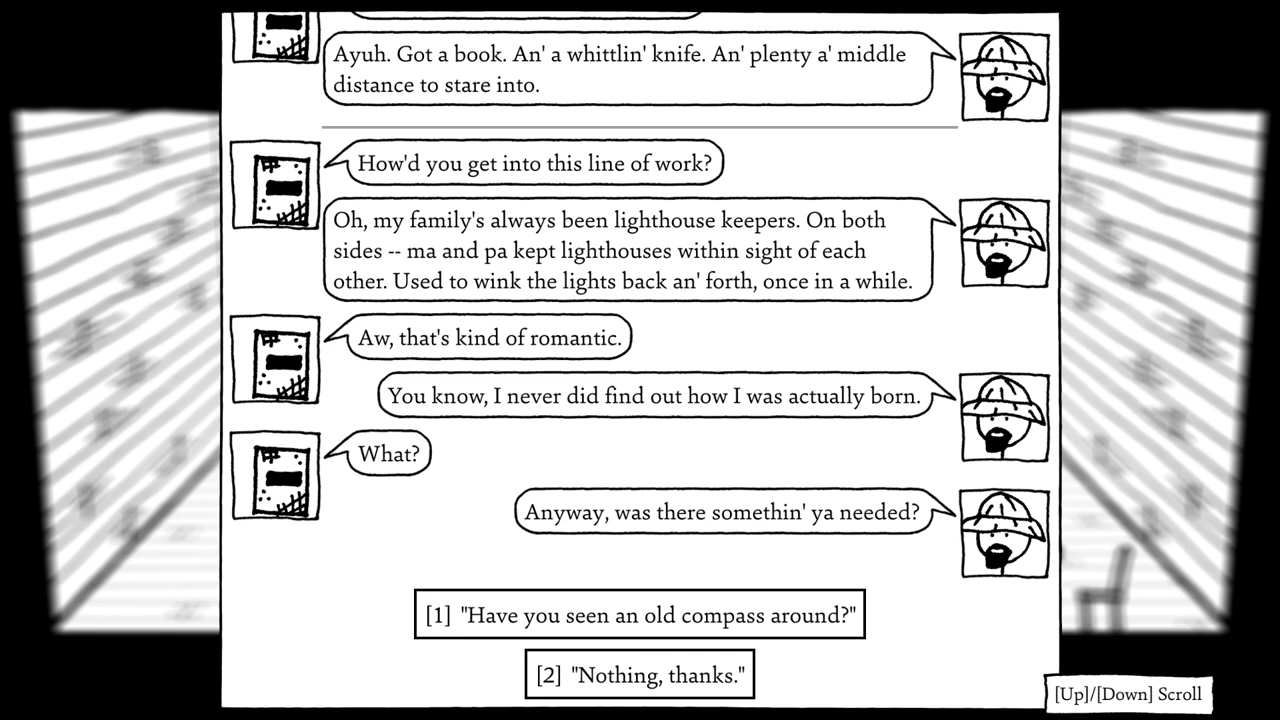 Ayuh. Got a book. An' a whittlin' knife. An' plenty a' middle
distance to stare into.
How'd you get into this line of work?
Oh, my family's always been lighthouse keepers. On both
sides -- ma and pa kept lighthouses within sight of each
other. Used to wink the lights back an' forth, once in a while.
Aw, that's kind of romantic.
You know, I never did find out how I was actually born.
What?
Anyway, was there somethin' ya needed?
[1] "Have you seen an old compass around?"
[2] "Nothing, thanks."
[Up]/[Down] Scroll